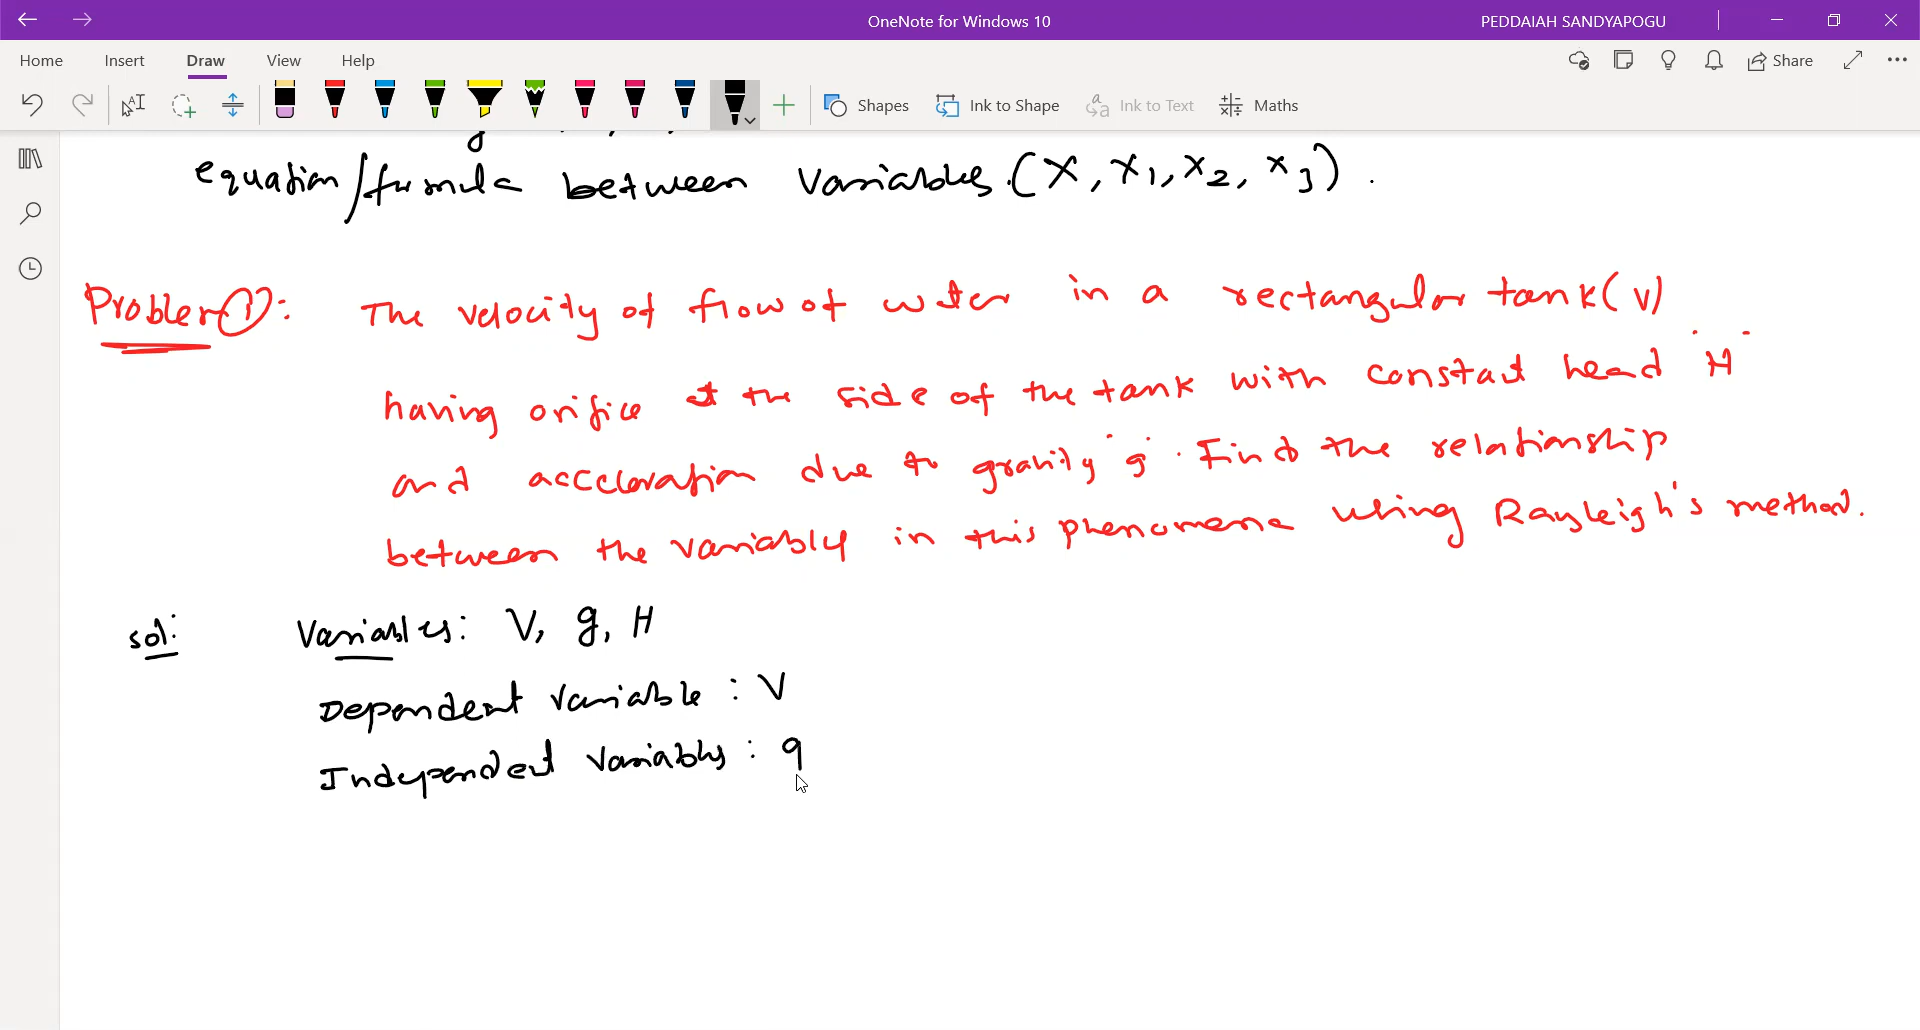 OneNote for Windows 10
PEDDAIAH SANDYAPOGU
Home Insert Draw View Help
Share
Shapes Ink to Shape Ink to Text Maths
equation/formula between variables.(X, X1, X2, X3).
Problem①: The velocity of flow of water in a rectangular tank(V)
having orifice at the side of the tank with constant head "H"
and acceleration due to gravity "g". Find the relationship
between the variables in this phenomena using Rayleigh's method.
sol: Variables: V, g, H
Dependent variable : V
Independent variables : g